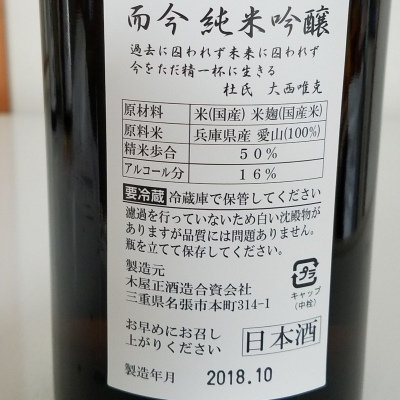 而今 純米吟醸
過去に囚われず未来に囚われず
今をただ精一杯に生きる
杜氏 大西唯克
原材料 米(国産) 米麹(国産米)
原料米 兵庫県産 愛山(100%)
精米歩合 50%
アルコール分 16%
要冷蔵 冷蔵庫で保管してください
濾過を行っていないため白い沈殿物が
ありますが品質には問題ありません。
瓶を立てて保存してください。
製造元
木屋正酒造合資会社
三重県名張市本町314-1
プラ
キャップ
(中栓)
お早めにお召し
上がりください
日本酒
製造年月 2018.10